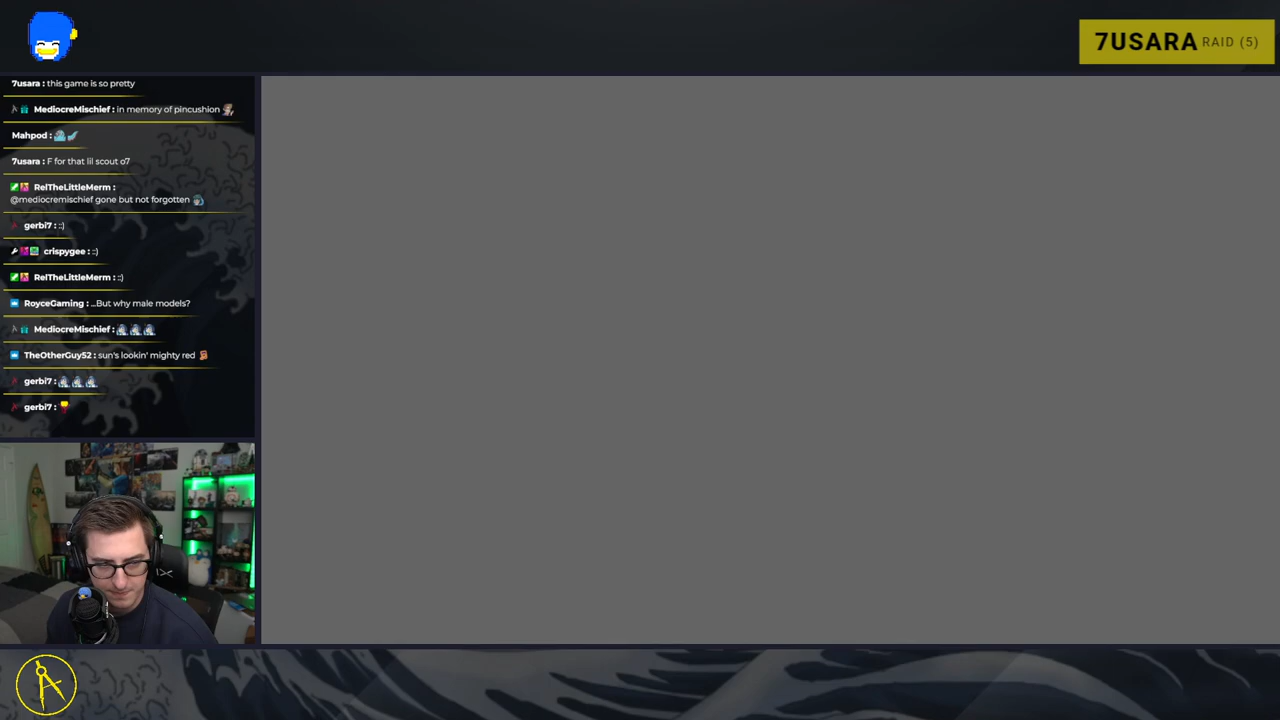 7USARA RAID (5)
7usara : this game is so pretty
MediocreMischief : in memory of pincushion
Mahpod :
7usara : F for that lil scout o7
RelTheLittleMerm :
@mediocremischief gone but not forgotten
gerbi7 : :)
crispygee : :)
RelTheLittleMerm : :)
RoyceGaming : ...But why male models?
MediocreMischief :
TheOtherGuy52 : sun's lookin' mighty red
gerbi7 :
gerbi7 :